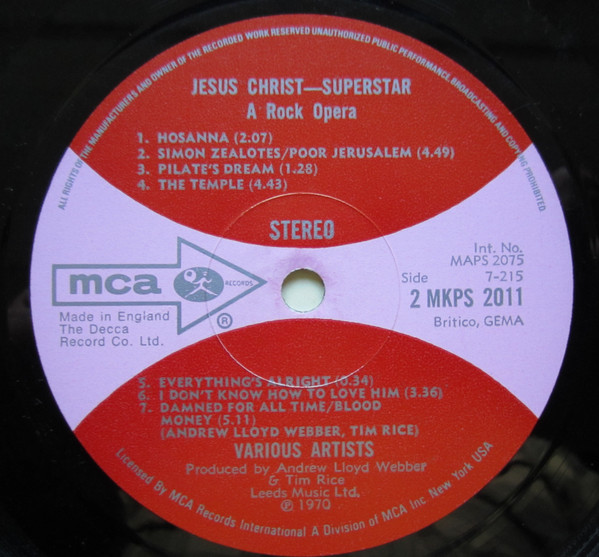 ALL RIGHTS OF THE MANUFACTURERS AND OWNER OF THE RECORDED WORK RESERVED UNAUTHORIZED PUBLIC PERFORMANCE BROADCASTING AND COPYING PROHIBITED
JESUS CHRIST—SUPERSTAR
A Rock Opera
1. HOSANNA (2.07)
2. SIMON ZEALOTES/POOR JERUSALEM (4.49)
3. PILATE'S DREAM (1.28)
4. THE TEMPLE (4.43)
STEREO
mca RECORDS
®
Made in England
The Decca
Record Co. Ltd.
Int. No.
MAPS 2075
Side 7-215
2 MKPS 2011
Britico, GEMA
5. EVERYTHING'S ALRIGHT (0.34)
6. I DON'T KNOW HOW TO LOVE HIM (3.36)
7. DAMNED FOR ALL TIME/BLOOD
MONEY (5.11)
(ANDREW LLOYD WEBBER, TIM RICE)
VARIOUS ARTISTS
Produced by Andrew Lloyd Webber
& Tim Rice
Leeds Music Ltd.
℗ 1970
Licensed By MCA Records International A Division of MCA Inc New York USA